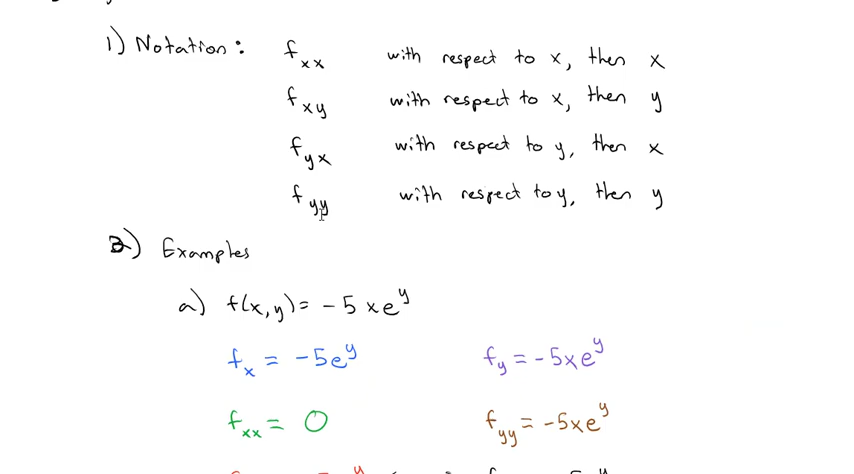 1) Notation: f_xx with respect to x, then x
f_xy with respect to x, then y
f_yx with respect to y, then x
f_yy with respect to y, then y
2) Examples
a) f(x,y) = -5xe^y
f_x = -5e^y f_y = -5xe^y
f_xx = 0 f_yy = -5xe^y